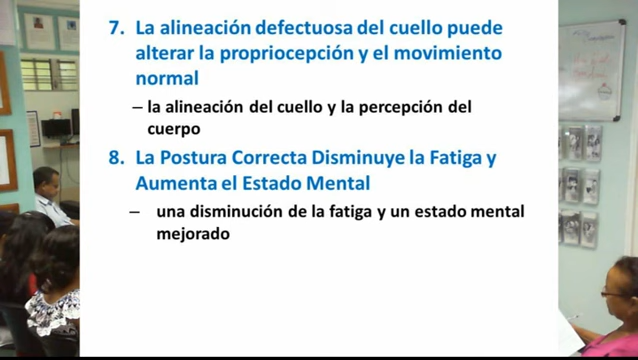 7. La alineación defectuosa del cuello puede
alterar la propriocepción y el movimiento
normal
– la alineación del cuello y la percepción del
cuerpo
8. La Postura Correcta Disminuye la Fatiga y
Aumenta el Estado Mental
– una disminución de la fatiga y un estado mental
mejorado